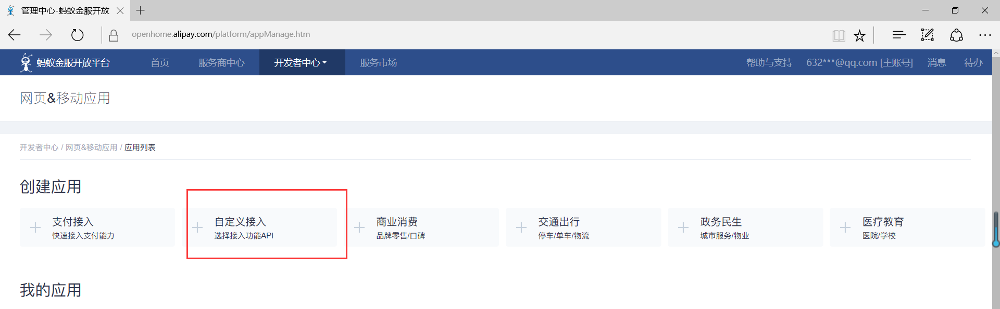 管理中心-蚂蚁金服开放
openhome.alipay.com/platform/appManage.htm
蚂蚁金服开放平台 首页 服务商中心 开发者中心 服务市场 帮助与支持 632***@qq.com [主账号] 消息 待办
网页&移动应用
开发者中心 / 网页&移动应用 / 应用列表
创建应用
支付接入
快速接入支付能力
自定义接入
选择接入功能API
商业消费
品牌零售/口碑
交通出行
停车/单车/物流
政务民生
城市服务/物业
医疗教育
医院/学校
我的应用